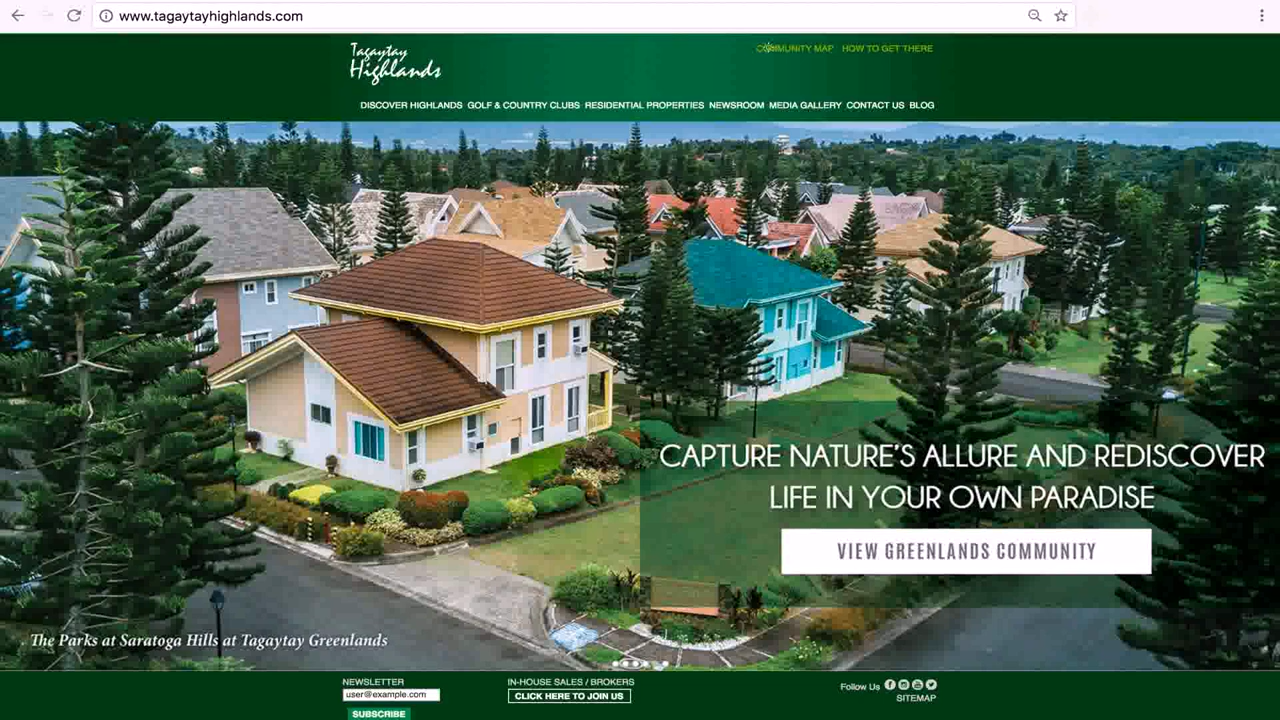 www.tagaytayhighlands.com
Tagaytay
Highlands
COMMUNITY MAP HOW TO GET THERE
DISCOVER HIGHLANDS GOLF & COUNTRY CLUBS RESIDENTIAL PROPERTIES NEWSROOM MEDIA GALLERY CONTACT US BLOG
CAPTURE NATURE'S ALLURE AND REDISCOVER
LIFE IN YOUR OWN PARADISE
VIEW GREENLANDS COMMUNITY
The Parks at Saratoga Hills at Tagaytay Greenlands
NEWSLETTER
user@example.com
SUBSCRIBE
IN-HOUSE SALES / BROKERS
CLICK HERE TO JOIN US
Follow Us
SITEMAP